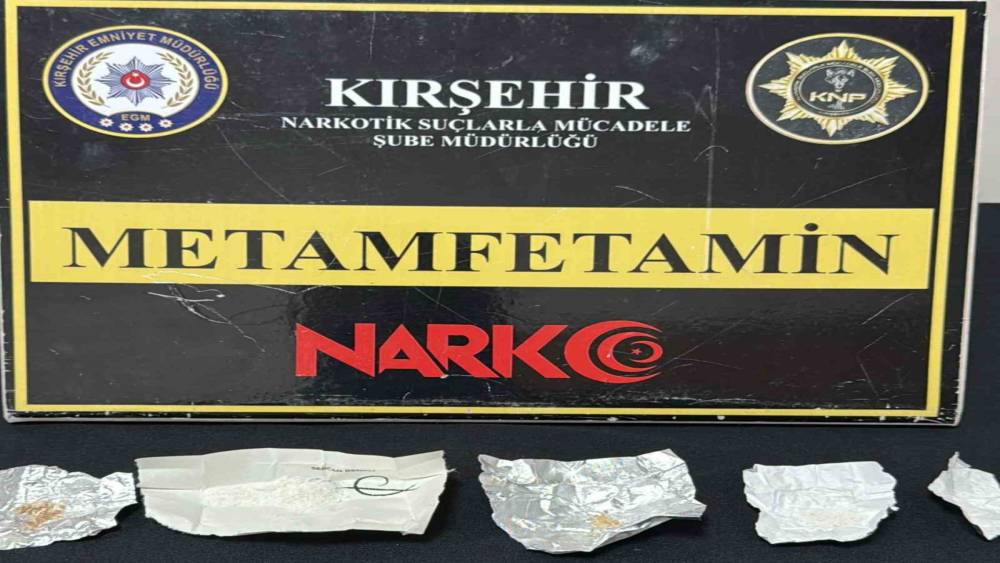 KIRŞEHİR EMNİYET MÜDÜRLÜĞÜ
EGM
KIRŞEHİR
NARKOTİK SUÇLARLA MÜCADELE
ŞUBE MÜDÜRLÜĞÜ
KNP
METAMFETAMİN
NARKO